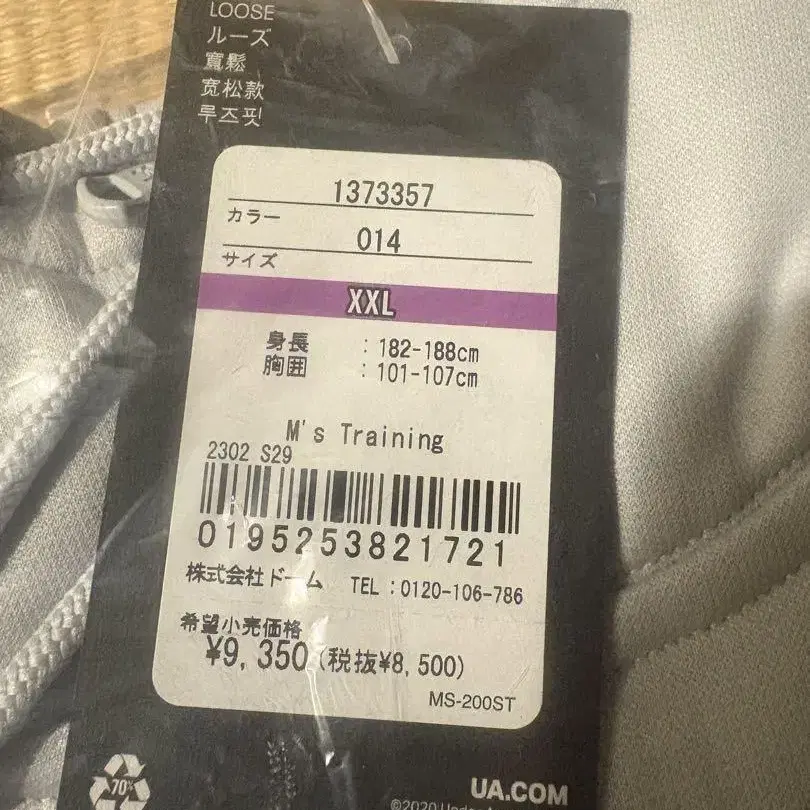 LOOSE
ルーズ
寬鬆
宽松款
루즈핏
1373357
カラー
014
サイズ
XXL
身長 : 182-188cm
胸囲 : 101-107cm
M's Training
2302 S29
0195253821721
株式会社ドーム TEL:0120-106-786
希望小売価格
¥9,350(税抜¥8,500)
MS-200ST
70%
UA.COM
©2020 Under